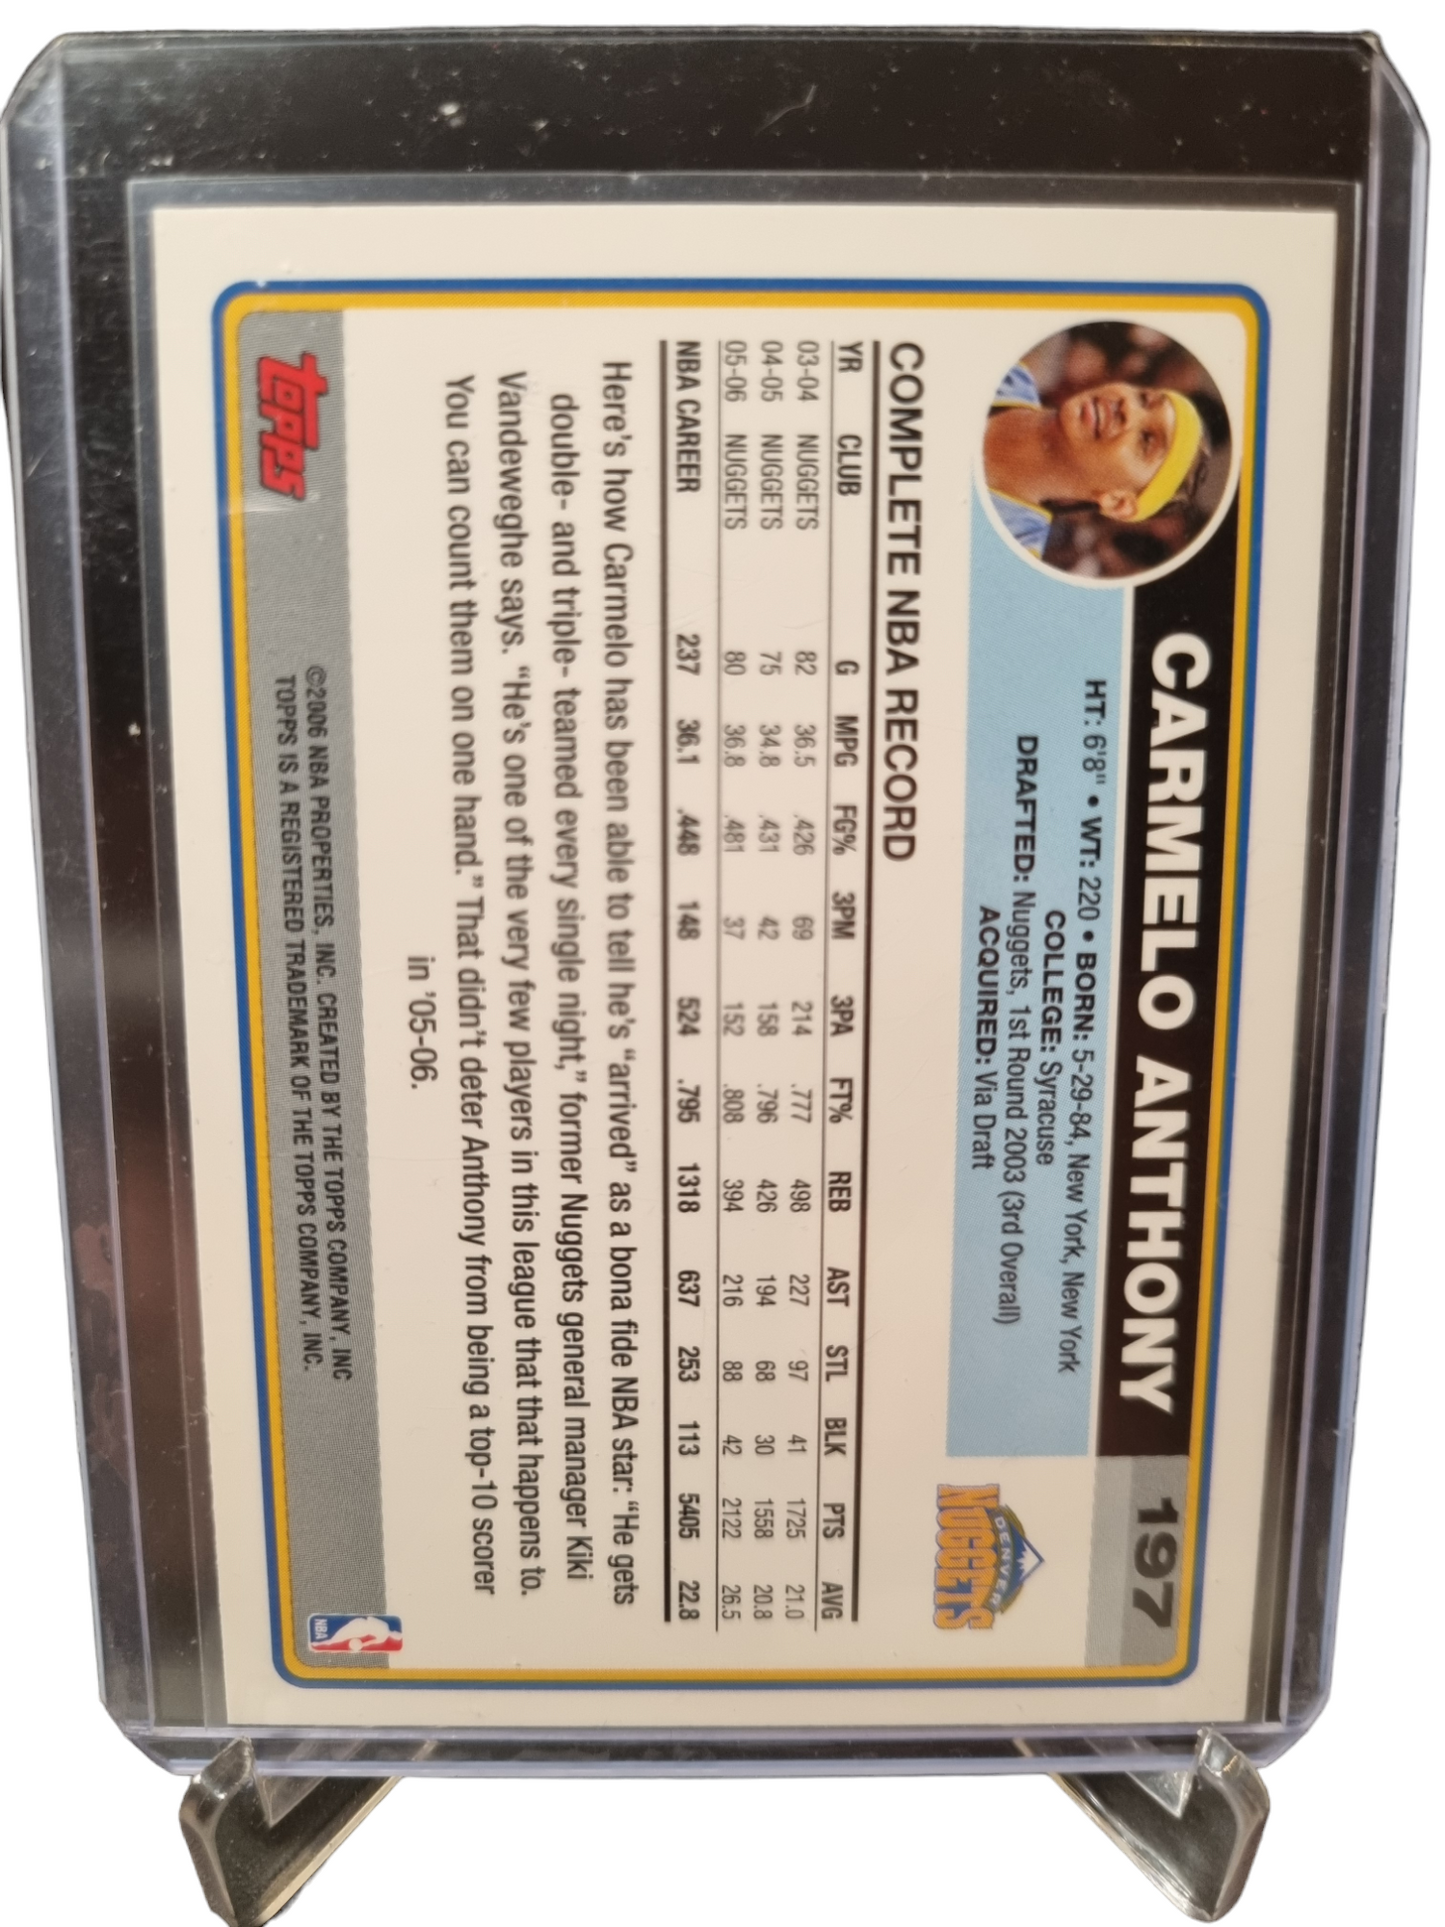 CARMELO ANTHONY 197
HT: 6'8" • WT: 220 • BORN: 5-29-84, New York, New York
COLLEGE: Syracuse
DRAFTED: Nuggets, 1st Round 2003 (3rd Overall)
ACQUIRED: Via Draft
DENVER
NUGGETS
COMPLETE NBA RECORD
YR CLUB G MPG FG% 3PM 3PA FT% REB AST STL BLK PTS AVG
03-04 NUGGETS 82 36.5 .426 69 214 .777 498 227 97 41 1725 21.0
04-05 NUGGETS 75 34.8 .431 42 158 .796 426 194 68 30 1558 20.8
05-06 NUGGETS 80 36.8 .481 37 152 .808 394 216 88 42 2122 26.5
NBA CAREER 237 36.1 .448 148 524 .795 1318 637 253 113 5405 22.8
Here's how Carmelo has been able to tell he's “arrived” as a bona fide NBA star: “He gets
double- and triple- teamed every single night,” former Nuggets general manager Kiki
Vandeweghe says. “He's one of the very few players in this league that that happens to.
You can count them on one hand.” That didn't deter Anthony from being a top-10 scorer
in '05-06.
topps
©2006 NBA PROPERTIES, INC. CREATED BY THE TOPPS COMPANY, INC
TOPPS IS A REGISTERED TRADEMARK OF THE TOPPS COMPANY, INC.
NBA